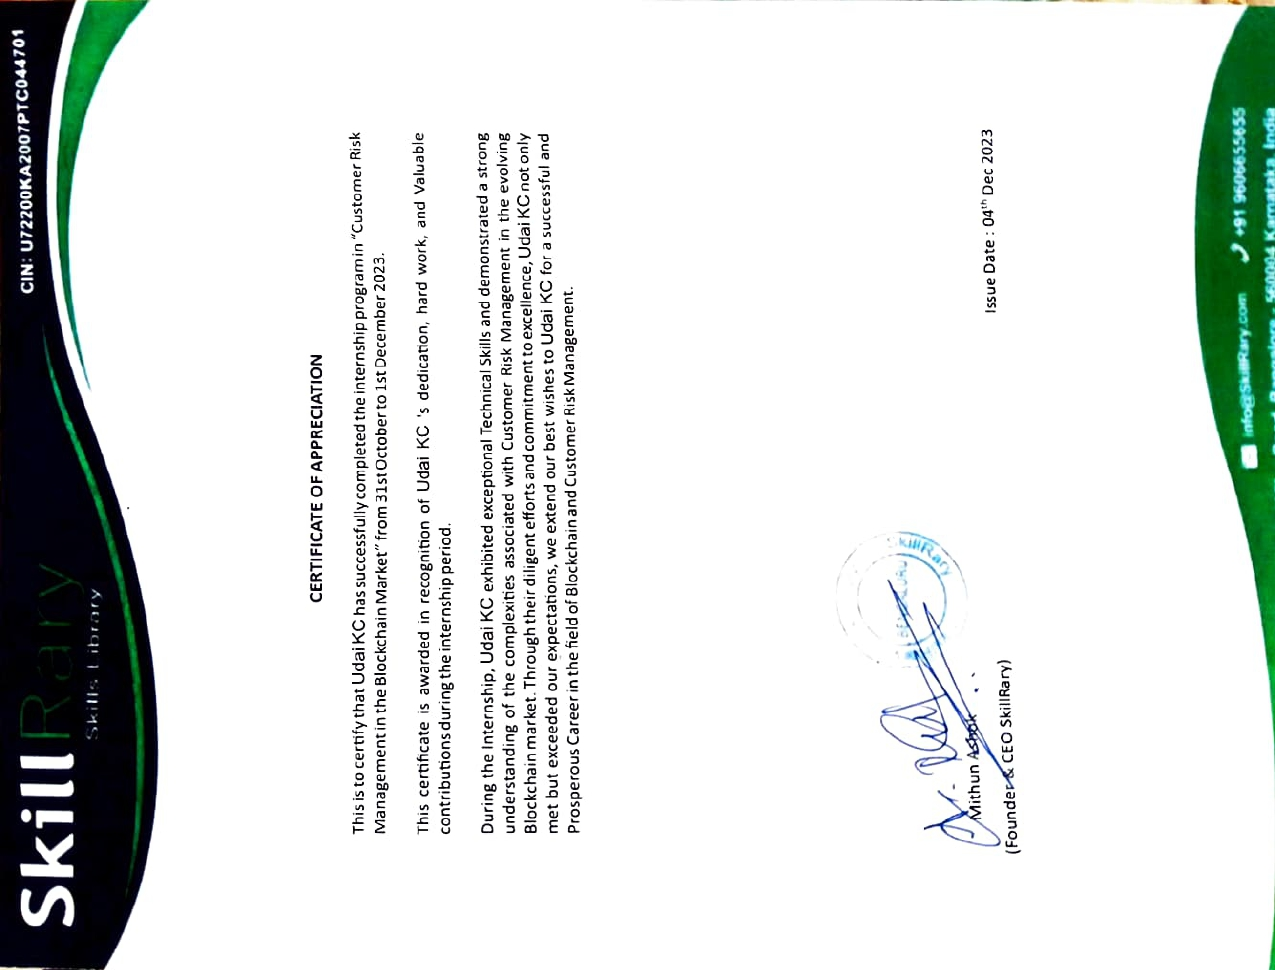 SkillRary
Skills Library
CIN: U72200KA2007PTC044701
CERTIFICATE OF APPRECIATION
This is to certify that Udai KC has successfully completed the internship program in “Customer Risk
Management in the Blockchain Market” from 31st October to 1st December 2023.
This certificate is awarded in recognition of Udai KC 's dedication, hard work, and Valuable
contributions during the internship period.
During the Internship, Udai KC exhibited exceptional Technical Skills and demonstrated a strong
understanding of the complexities associated with Customer Risk Management in the evolving
Blockchain market. Through their diligent efforts and commitment to excellence, Udai KC not only
met but exceeded our expectations, we extend our best wishes to Udai KC for a successful and
Prosperous Career in the field of Blockchain and Customer Risk Management.
SkillRary
BENGALURU
Mithun Ashok
(Founder & CEO SkillRary)
Issue Date : 04th Dec 2023
info@SkillRary.com +91 9606655655
Bangalore - 560004 Karnataka, India